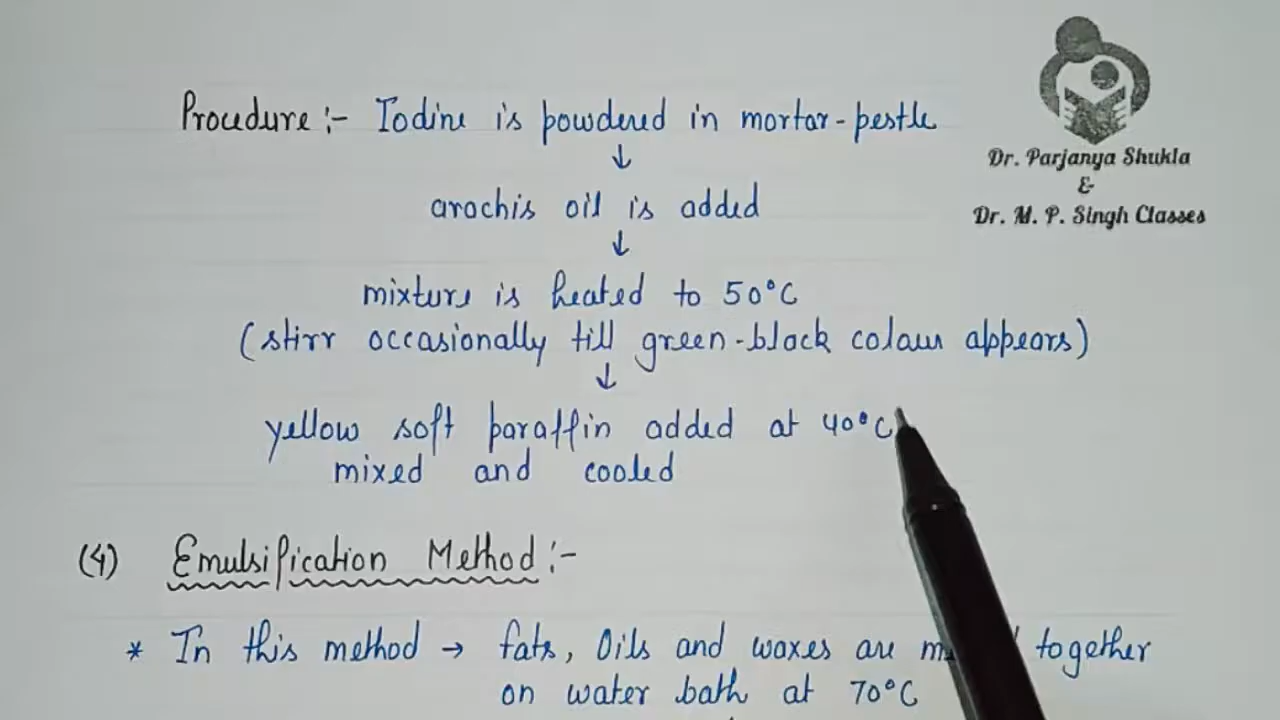 Procedure :- Iodine is powdered in mortar-pestle
↓
arachis oil is added
↓
mixture is heated to 50°C
(stirr occasionally till green-black colour appears)
↓
yellow soft paraffin added at 40°C
mixed and cooled
(4) Emulsification Method :-
* In this method → fats, Oils and waxes are together
on water bath at 70°C
Dr. Parjanya Shukla
&
Dr. M. P. Singh Classes